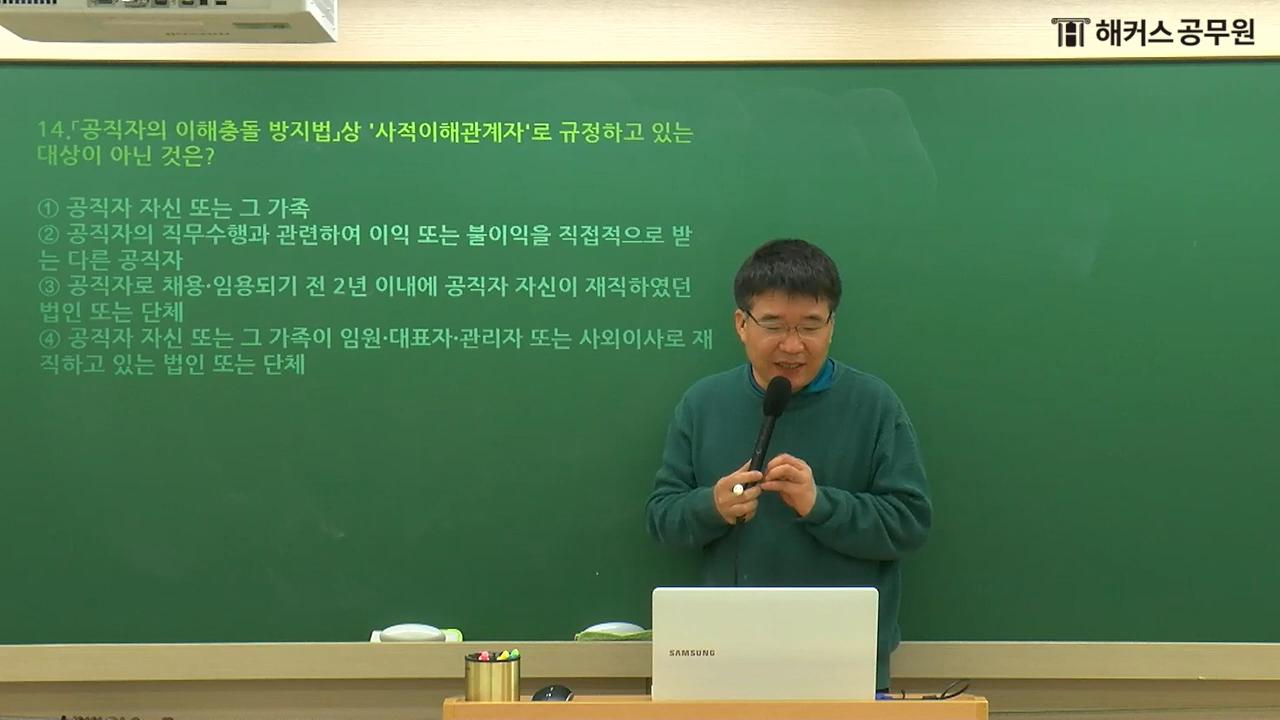 해커스공무원
14.「공직자의 이해충돌 방지법」상 '사적이해관계자'로 규정하고 있는
대상이 아닌 것은?
① 공직자 자신 또는 그 가족
② 공직자의 직무수행과 관련하여 이익 또는 불이익을 직접적으로 받
는 다른 공직자
③ 공직자로 채용·임용되기 전 2년 이내에 공직자 자신이 재직하였던
법인 또는 단체
④ 공직자 자신 또는 그 가족이 임원·대표자·관리자 또는 사외이사로 재
직하고 있는 법인 또는 단체
SAMSUNG